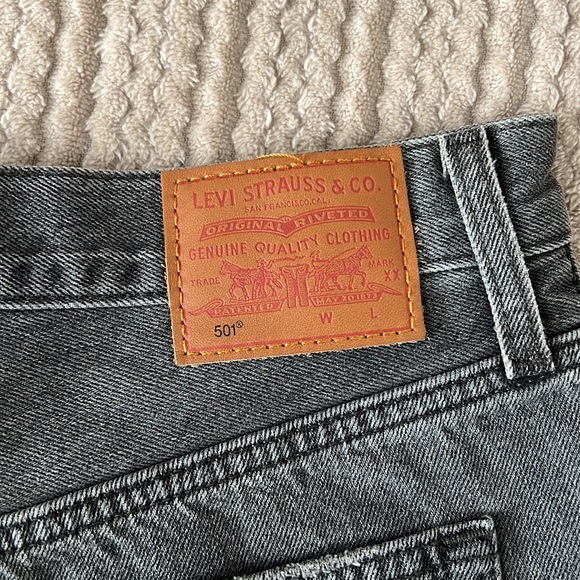 LEVI STRAUSS & CO.
SAN FRANCISCO, CAL.
ORIGINAL RIVETED
GENUINE QUALITY CLOTHING
TRADE MARK
XX
PATENTED MAY 20 1873
501® W L